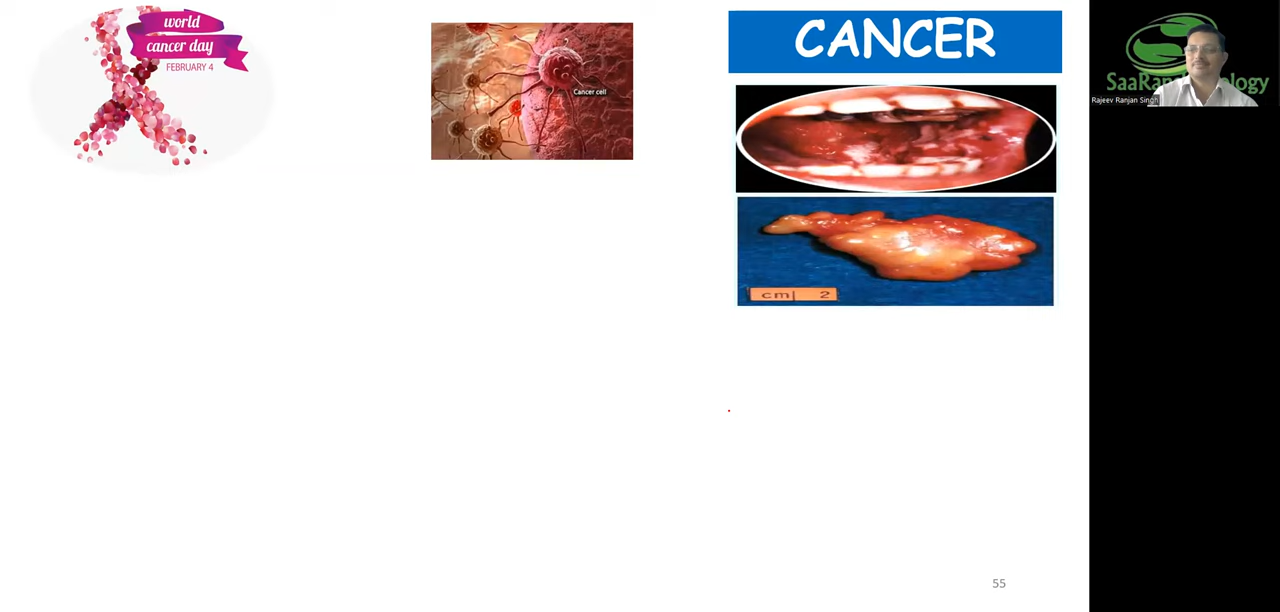 world
cancer day
FEBRUARY 4
Cancer cell
CANCER
cm 2
Rajeev Ranjan Singh
55